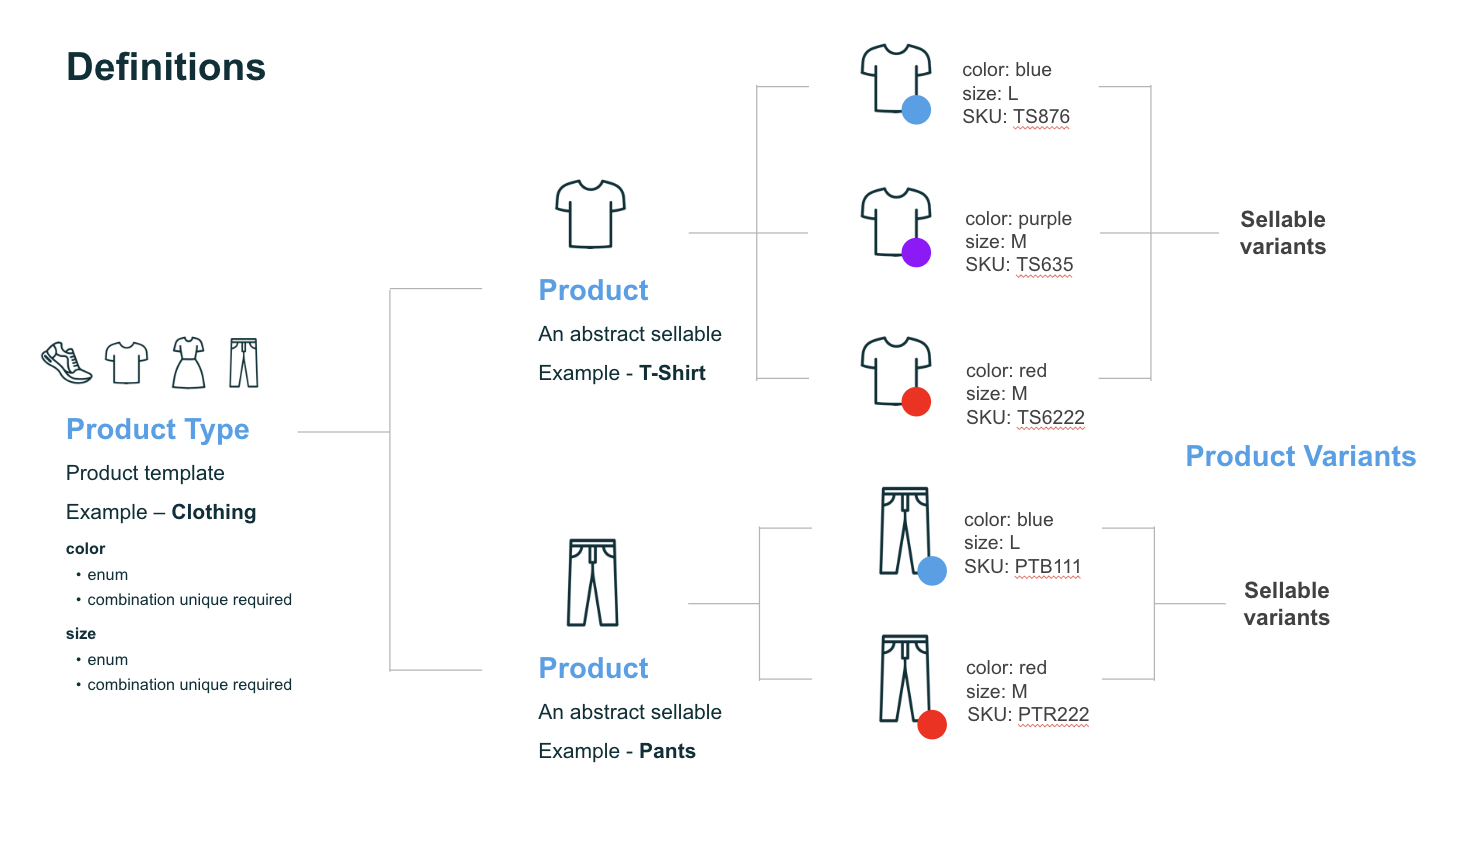 Definitions
Product Type
Product template
Example – Clothing
color
• enum
• combination unique required
size
• enum
• combination unique required
Product
An abstract sellable
Example - T-Shirt
Product
An abstract sellable
Example - Pants
color: blue
size: L
SKU: TS876
color: purple
size: M
SKU: TS635
color: red
size: M
SKU: TS6222
color: blue
size: L
SKU: PTB111
color: red
size: M
SKU: PTR222
Sellable
variants
Product Variants
Sellable
variants